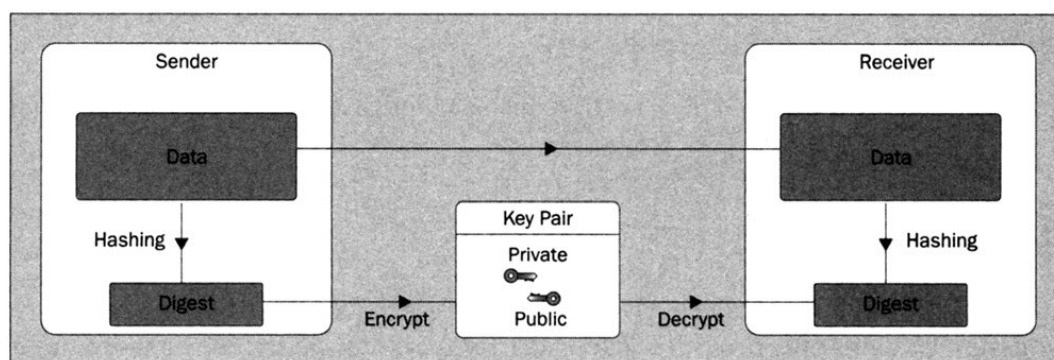 Sender
Receiver
Data
Data
Key Pair
Hashing
Private
Hashing
Digest
Digest
Encrypt
Public
Decrypt